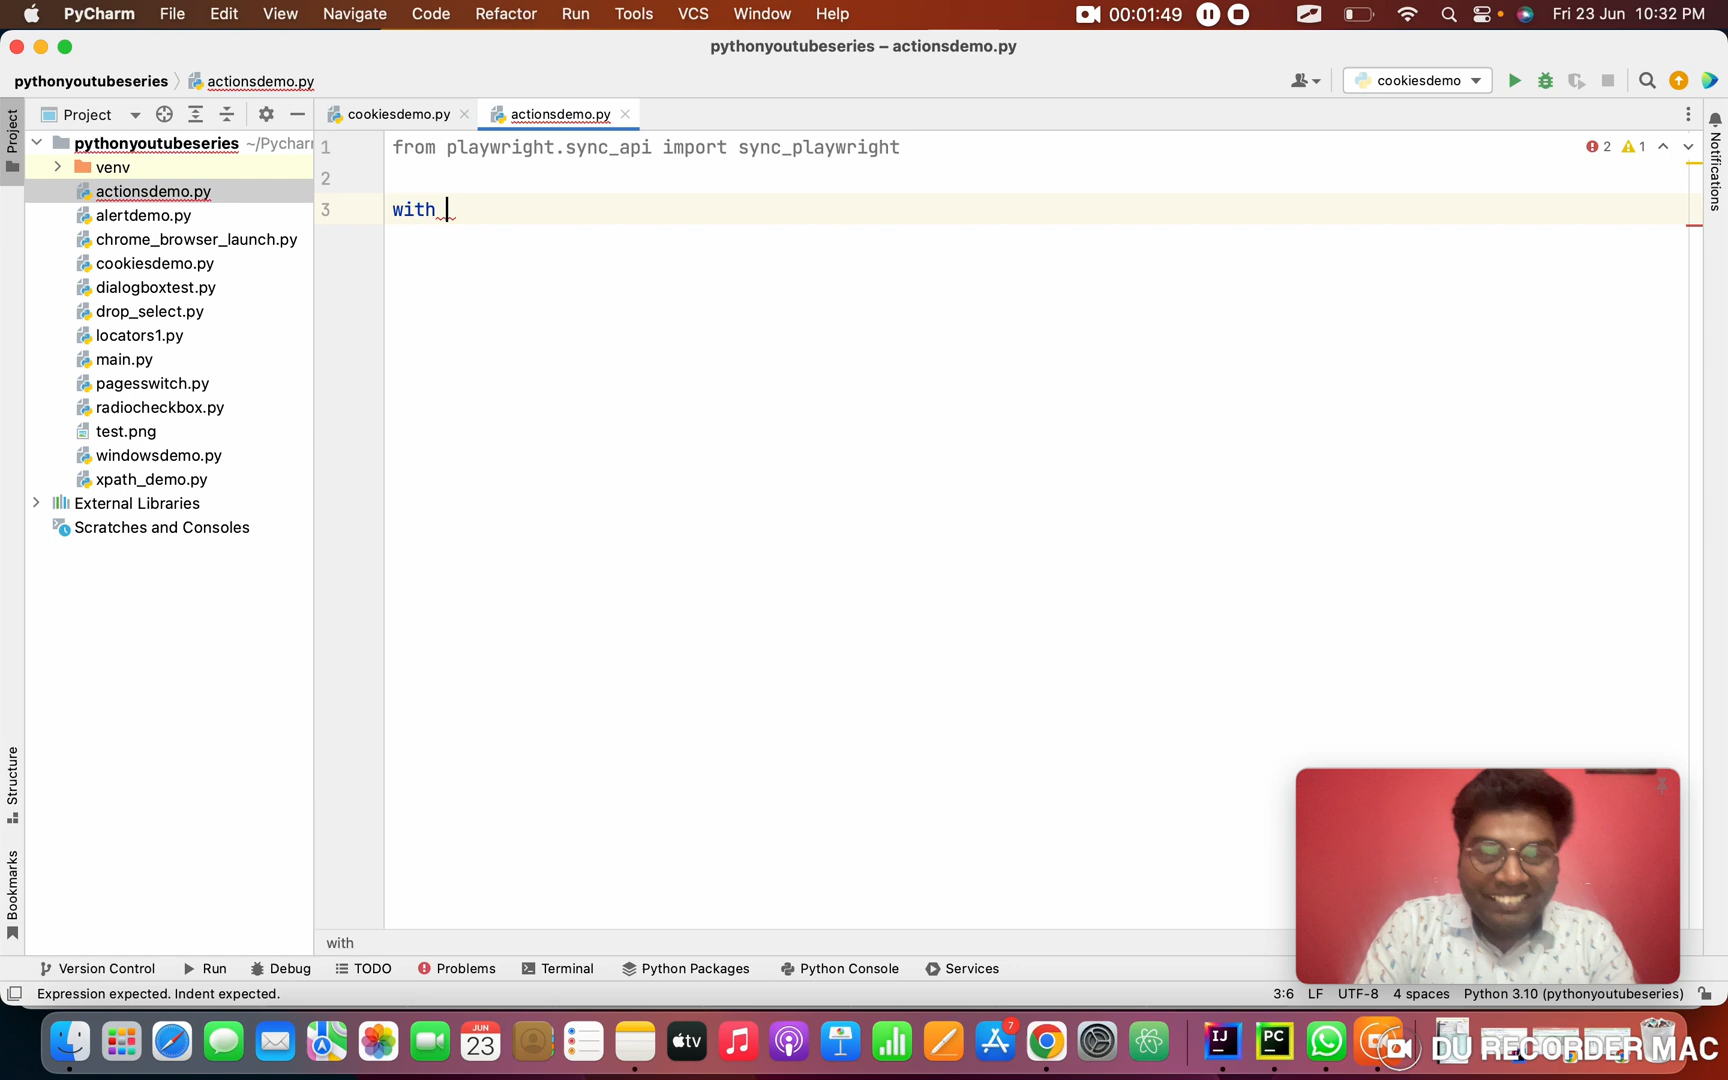 PyCharm File Edit View Navigate Code Refactor Run Tools VCS Window Help 00:01:49 Fri 23 Jun 10:32 PM
pythonyoutubeseries – actionsdemo.py
pythonyoutubeseries actionsdemo.py cookiesdemo
Project cookiesdemo.py actionsdemo.py
Project
Notifications
Structure
Bookmarks
pythonyoutubeseries ~/Pycharm
venv
actionsdemo.py
alertdemo.py
chrome_browser_launch.py
cookiesdemo.py
dialogboxtest.py
drop_select.py
locators1.py
main.py
pagesswitch.py
radiocheckbox.py
test.png
windowsdemo.py
xpath_demo.py
External Libraries
Scratches and Consoles
1 from playwright.sync_api import sync_playwright 2 1
2
3 with
with
Version Control Run Debug TODO Problems Terminal Python Packages Python Console Services
Expression expected. Indent expected. 3:6 LF UTF-8 4 spaces Python 3.10 (pythonyoutubeseries)
JUN
23
tv
7
IJ
PC
DU RECORDER MAC